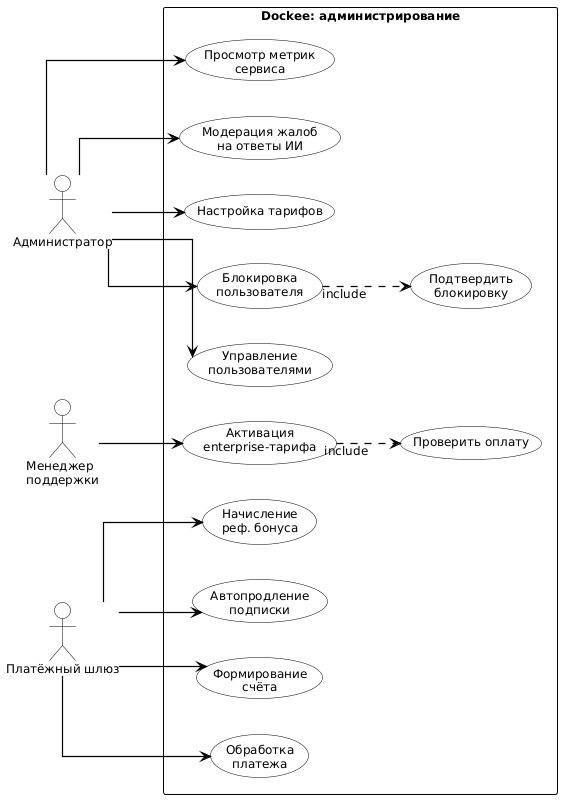 Dockee: администрирование
Просмотр метрик
сервиса
Модерация жалоб
на ответы ИИ
Администратор
Настройка тарифов
Блокировка
пользователя
include
Подтвердить
блокировку
Управление
пользователями
Менеджер
поддержки
Активация
enterprise-тарифа
include
Проверить оплату
Начисление
реф. бонуса
Автопродление
подписки
Платёжный шлюз
Формирование
счёта
Обработка
платежа